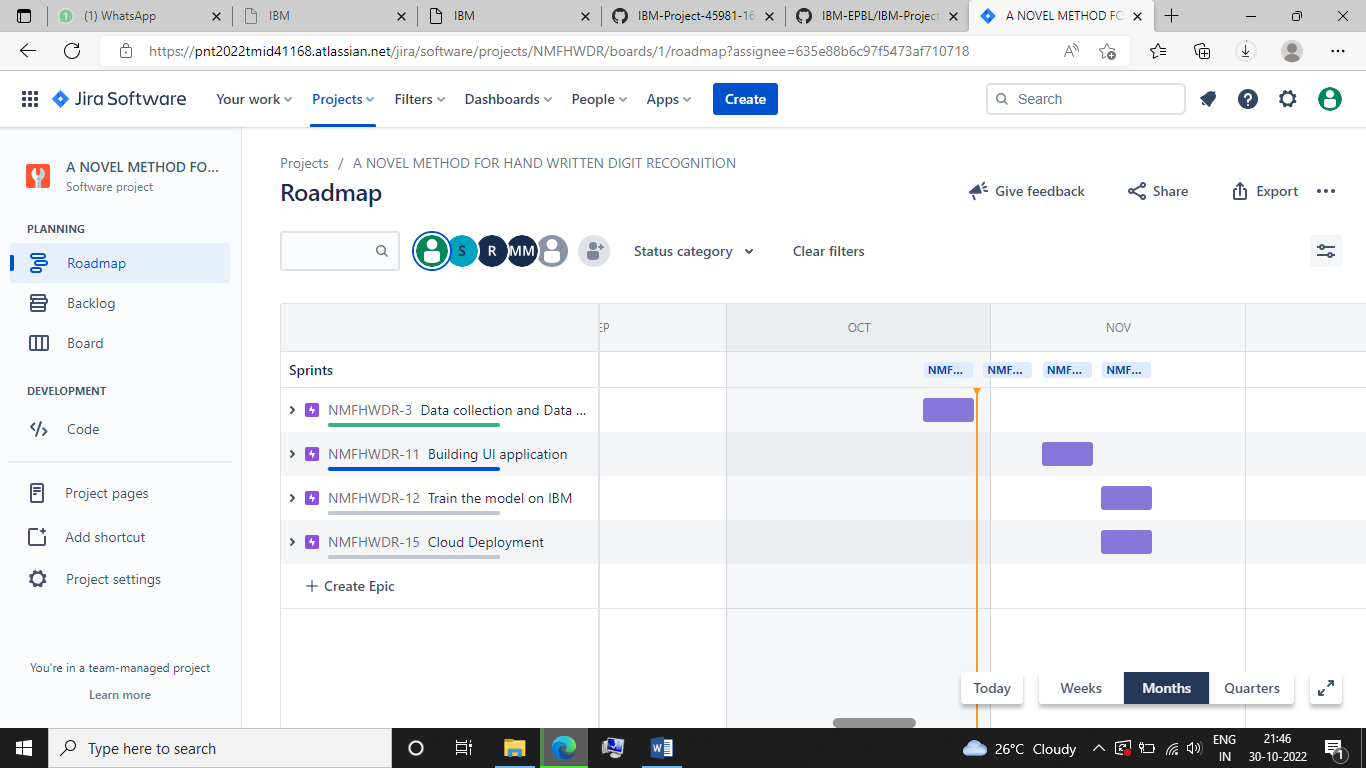 (1) WhatsApp
IBM
IBM
IBM-Project-45981-16
IBM-EPBL/IBM-Project
A NOVEL METHOD FO
https://pnt2022tmid41168.atlassian.net/jira/software/projects/NMFHWDR/boards/1/roadmap?assignee=635e88b6c97f5473af710718
Jira Software
Your work
Projects
Filters
Dashboards
People
Apps
Create
Search
A NOVEL METHOD FO...
Software project
PLANNING
Roadmap
Backlog
Board
DEVELOPMENT
Code
Project pages
Add shortcut
Project settings
You're in a team-managed project
Learn more
Projects / A NOVEL METHOD FOR HAND WRITTEN DIGIT RECOGNITION
Roadmap
Give feedback
Share
Export
S
R
MM
Status category
Clear filters
EP
OCT
NOV
Sprints
NMF...
NMF...
NMF...
NMF...
NMFHWDR-3 Data collection and Data ...
NMFHWDR-11 Building UI application
NMFHWDR-12 Train the model on IBM
NMFHWDR-15 Cloud Deployment
+ Create Epic
Today
Weeks
Months
Quarters
Type here to search
26°C Cloudy
ENG
IN
21:46
30-10-2022
1